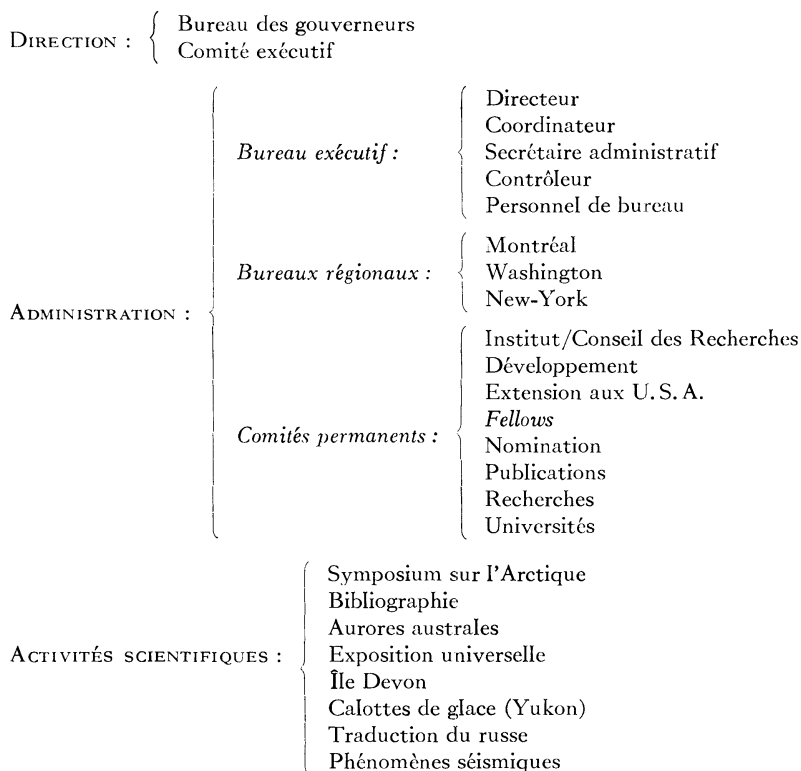 DIRECTION :
Bureau des gouverneurs
Comité exécutif
ADMINISTRATION :
Bureau exécutif :
Directeur
Coordinateur
Secrétaire administratif
Contrôleur
Personnel de bureau
Bureaux régionaux :
Montréal
Washington
New-York
Comités permanents :
Institut/Conseil des Recherches
Développement
Extension aux U. S. A.
Fellows
Nomination
Publications
Recherches
Universités
ACTIVITÉS SCIENTIFIQUES :
Symposium sur l'Arctique
Bibliographie
Aurores australes
Exposition universelle
Île Devon
Calottes de glace (Yukon)
Traduction du russe
Phénomènes séismiques